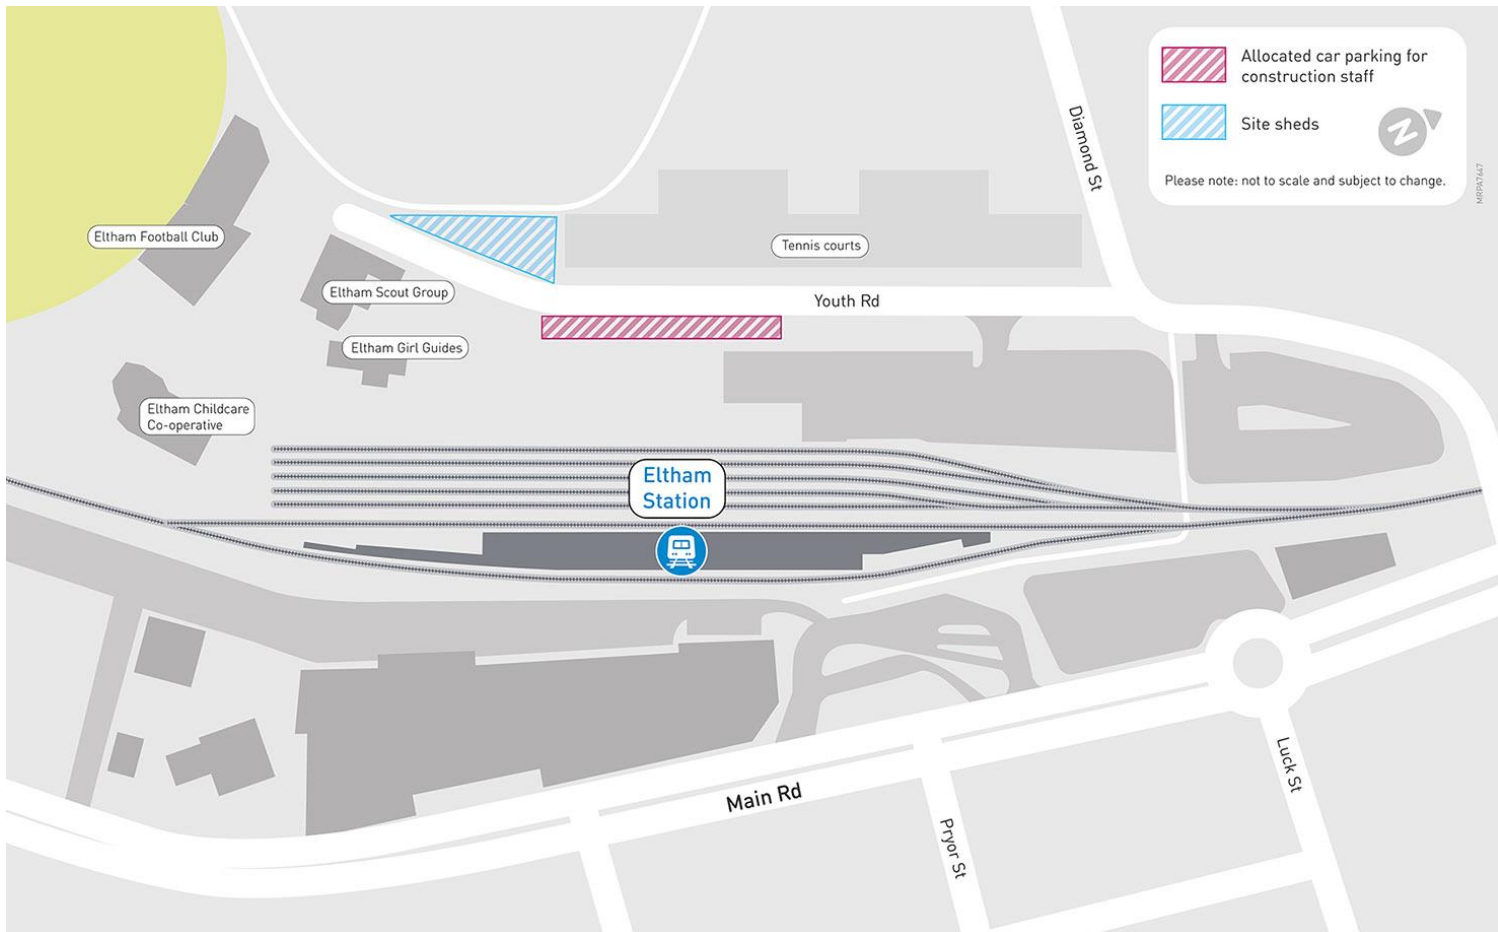 Allocated car parking for
construction staff
Site sheds
N
Please note: not to scale and subject to change.
MRPA7647
Diamond St
Eltham Football Club
Tennis courts
Eltham Scout Group
Youth Rd
Eltham Girl Guides
Eltham Childcare
Co-operative
Eltham
Station
Main Rd
Luck St
Pryor St